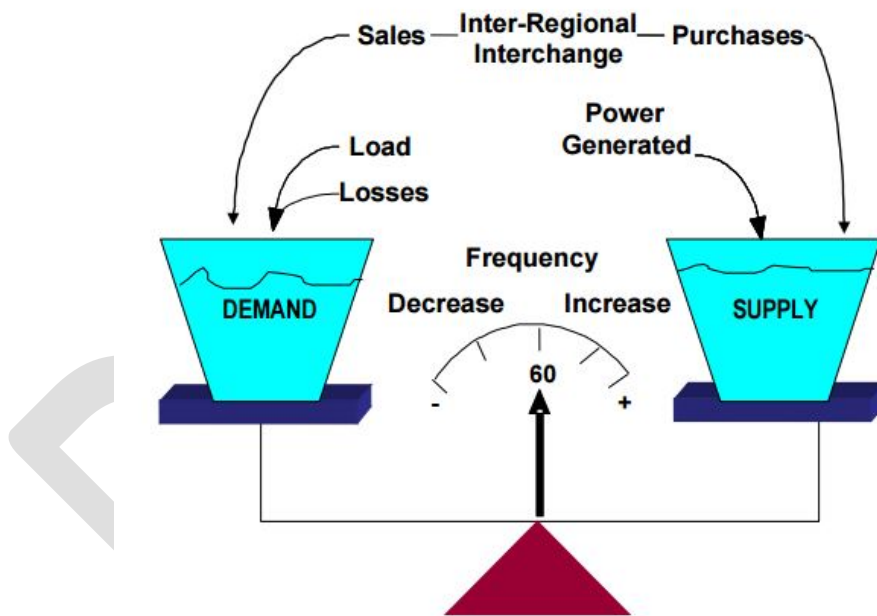 Sales
Inter-Regional
Interchange
Purchases
Power
Generated
Load
Losses
Frequency
Decrease
Increase
DEMAND
SUPPLY
60
-
+